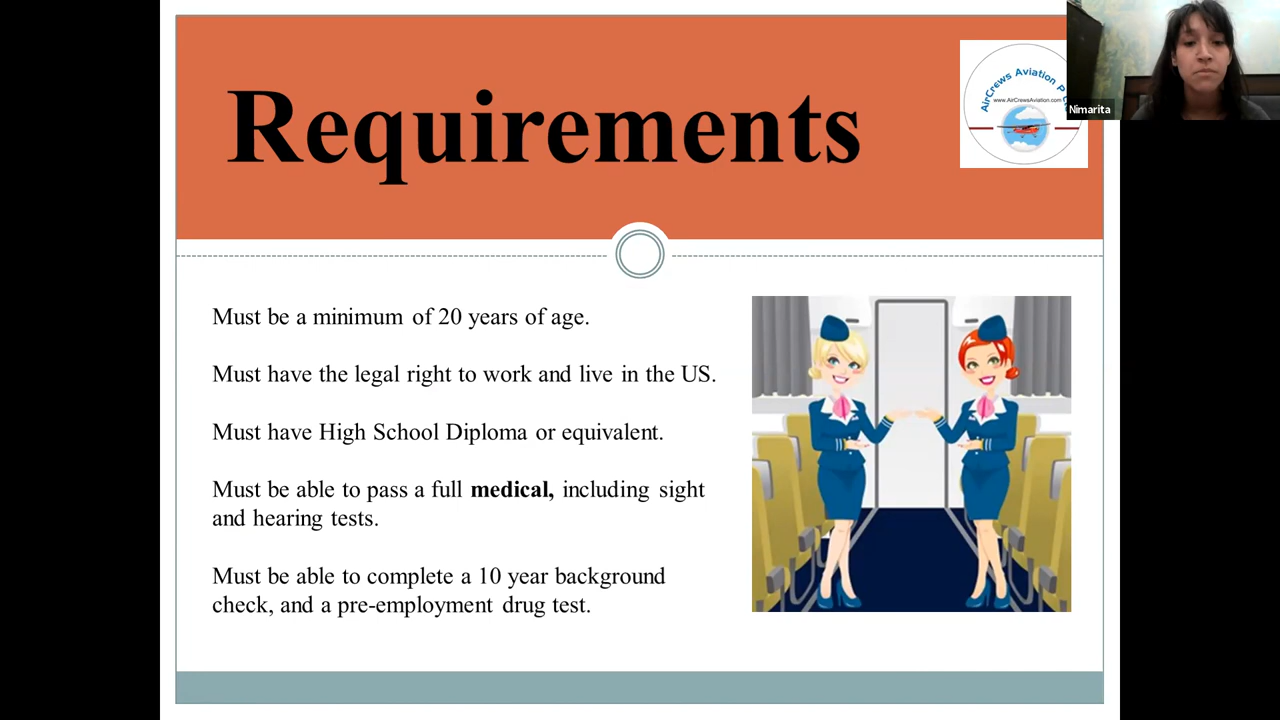 Requirements
AirCrews Aviation P
www.AirCrewsAviation.com
Nimarita
Must be a minimum of 20 years of age.
Must have the legal right to work and live in the US.
Must have High School Diploma or equivalent.
Must be able to pass a full medical, including sight
and hearing tests.
Must be able to complete a 10 year background
check, and a pre-employment drug test.